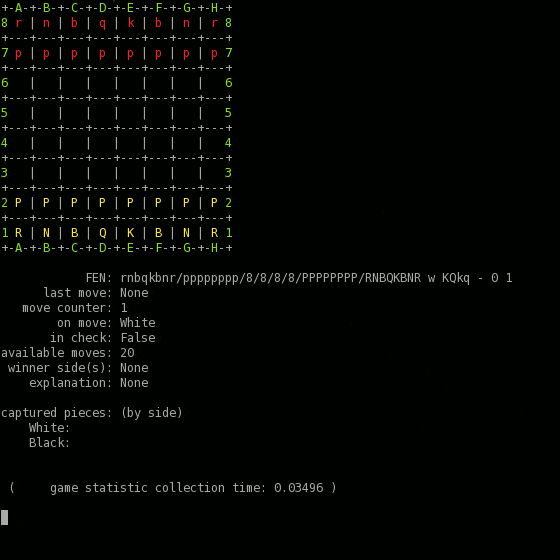 +-A-+-B-+-C-+-D-+-E-+-F-+-G-+-H-+
8 r | n | b | q | k | b | n | r 8
+---+---+---+---+---+---+---+---+
7 p | p | p | p | p | p | p | p 7
+---+---+---+---+---+---+---+---+
6   |   |   |   |   |   |   |   6
+---+---+---+---+---+---+---+---+
5   |   |   |   |   |   |   |   5
+---+---+---+---+---+---+---+---+
4   |   |   |   |   |   |   |   4
+---+---+---+---+---+---+---+---+
3   |   |   |   |   |   |   |   3
+---+---+---+---+---+---+---+---+
2 P | P | P | P | P | P | P | P 2
+---+---+---+---+---+---+---+---+
1 R | N | B | Q | K | B | N | R 1
+-A-+-B-+-C-+-D-+-E-+-F-+-G-+-H-+
FEN: rnbqkbnr/pppppppp/8/8/8/8/PPPPPPPP/RNBQKBNR w KQkq - 0 1
last move: None
move counter: 1
on move: White
in check: False
available moves: 20
winner side(s): None
explanation: None
captured pieces: (by side)
White:
Black:
(     game statistic collection time: 0.03496 )